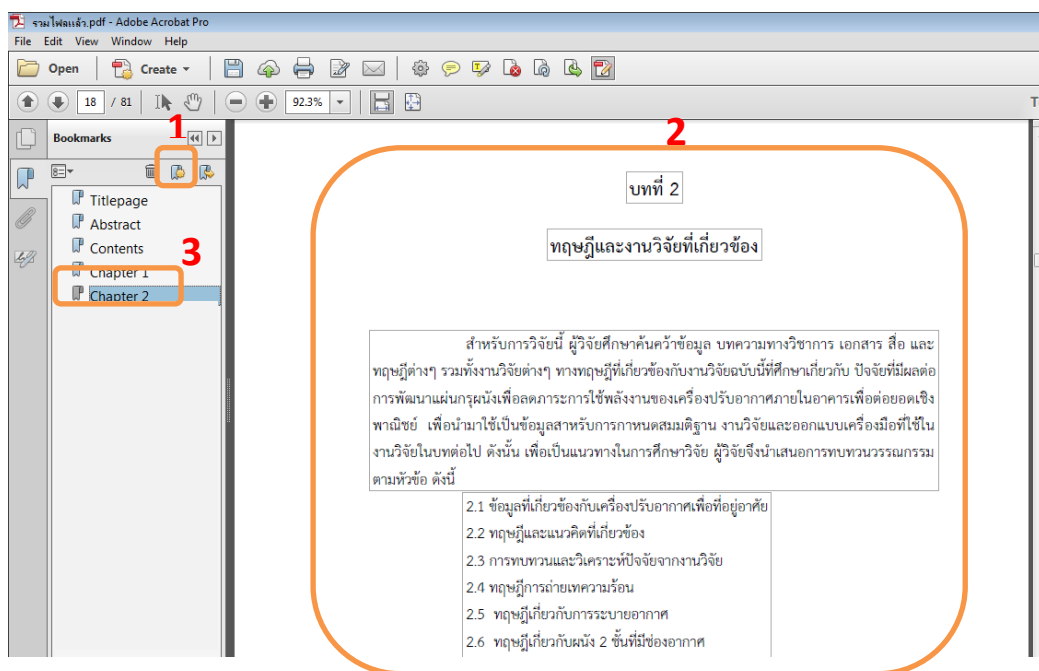 รวมไฟลแล้ว.pdf - Adobe Acrobat Pro
File Edit View Window Help
Open Create
18 / 81 92.3% T
1
2
Bookmarks
Titlepage
Abstract
Contents
3
Chapter 1
Chapter 2
บทที่ 2
ทฤษฎีและงานวิจัยที่เกี่ยวข้อง
สำหรับการวิจัยนี้ ผู้วิจัยศึกษาค้นคว้าข้อมูล บทความทางวิชาการ เอกสาร สื่อ และ
ทฤษฎีต่างๆ รวมทั้งงานวิจัยต่างๆ ทางทฤษฎีที่เกี่ยวข้องกับงานวิจัยฉบับนี้ที่ศึกษาเกี่ยวกับ ปัจจัยที่มีผลต่อ
การพัฒนาแผ่นกรุผนังเพื่อลดภาระการใช้พลังงานของเครื่องปรับอากาศภายในอาคารเพื่อต่อยอดเชิง
พาณิชย์ เพื่อนำมาใช้เป็นข้อมูลสาหรับการกาหนดสมมติฐาน งานวิจัยและออกแบบเครื่องมือที่ใช้ใน
งานวิจัยในบทต่อไป ดังนั้น เพื่อเป็นแนวทางในการศึกษาวิจัย ผู้วิจัยจึงนำเสนอการทบทวนวรรณกรรม
ตามหัวข้อ ดังนี้
2.1 ข้อมูลที่เกี่ยวข้องกับเครื่องปรับอากาศเพื่อที่อยู่อาศัย
2.2 ทฤษฎีและแนวคิดที่เกี่ยวข้อง
2.3 การทบทวนและวิเคราะห์ปัจจัยจากงานวิจัย
2.4 ทฤษฎีการถ่ายเทความร้อน
2.5 ทฤษฎีเกี่ยวกับการระบายอากาศ
2.6 ทฤษฎีเกี่ยวกับผนัง 2 ชั้นที่มีช่องอากาศ